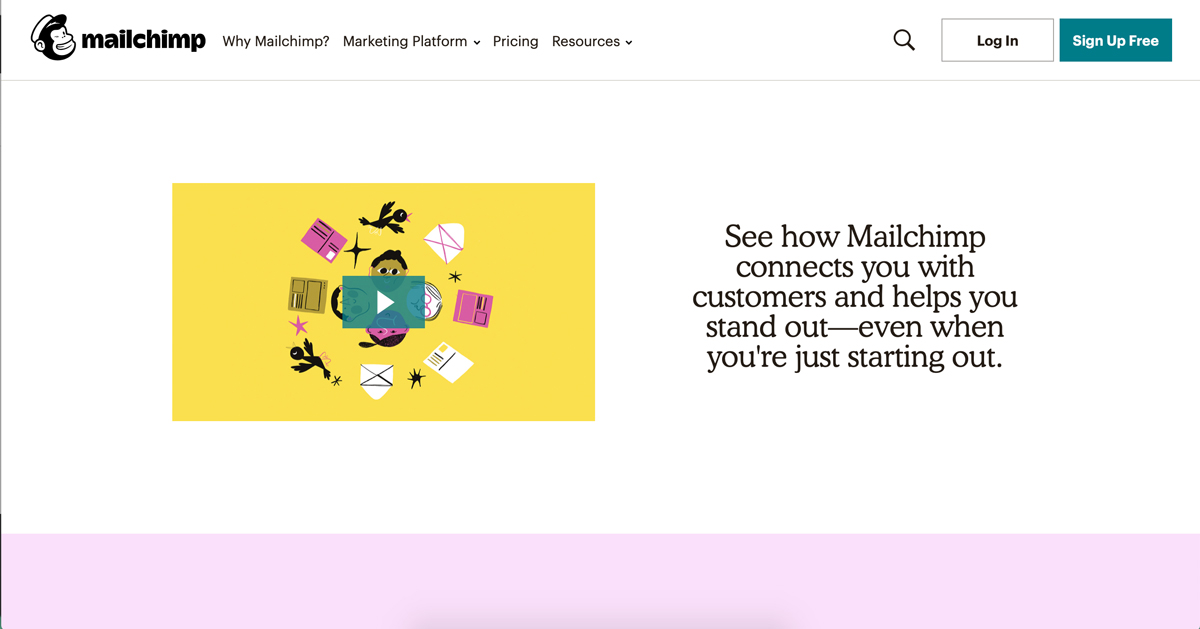 mailchimp Why Mailchimp? Marketing Platform Pricing Resources Log In Sign Up Free
See how Mailchimp
connects you with
customers and helps you
stand out—even when
you're just starting out.